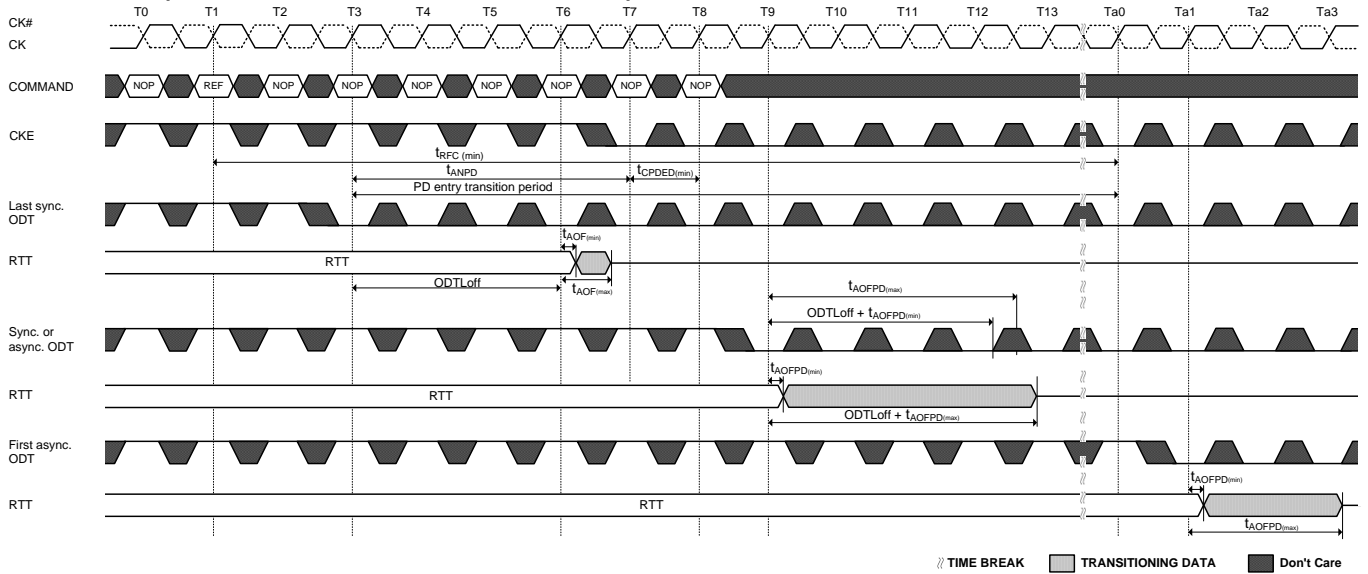 T0 T1 T2 T3 T4 T5 T6 T7 T8 T9 T10 T11 T12 T13 Ta0 Ta1 Ta2 Ta3
CK#
CK
COMMAND NOP REF NOP NOP NOP NOP NOP NOP NOP
CKE
tRFC (min)
tANPD tCPDED(min)
PD entry transition period
Last sync.
ODT
tAOF(min)
RTT RTT
ODTLoff tAOF(max)
tAOFPD(max)
ODTLoff + tAOFPD(min)
Sync. or
async. ODT
tAOFPD(min)
RTT RTT
ODTLoff + tAOFPD(max)
First async.
ODT
tAOFPD(min)
RTT RTT
tAOFPD(max)
TIME BREAK TRANSITIONING DATA Don't Care